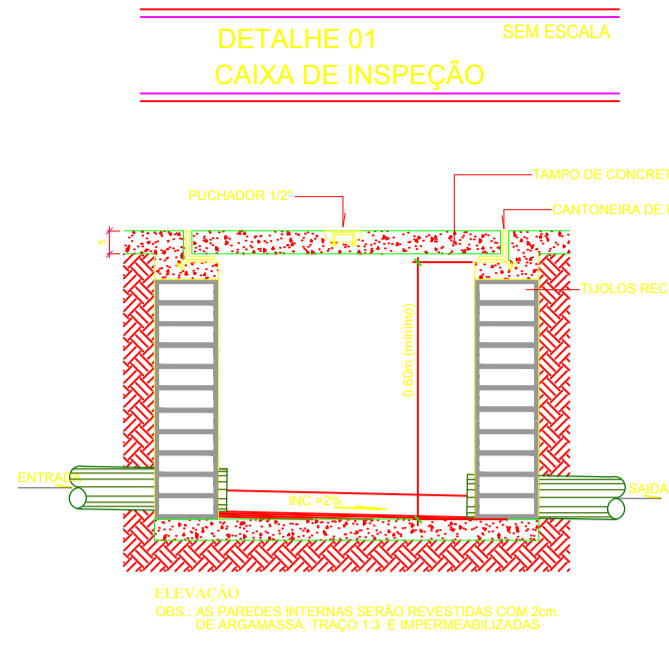 DETALHE 01
SEM ESCALA
CAIXA DE INSPEÇÃO
TAMPO DE CONCRET
PUCHADOR 1/2"
CANTONEIRA DE
5
TIJOLOS REC
0.60m (mínimo)
ENTRADA
SAIDA
INC.=2%
ELEVAÇÃO
OBS.: AS PAREDES INTERNAS SERÃO REVESTIDAS COM 2cm.
DE ARGAMASSA, TRAÇO 1:3 E IMPERMEABILIZADAS